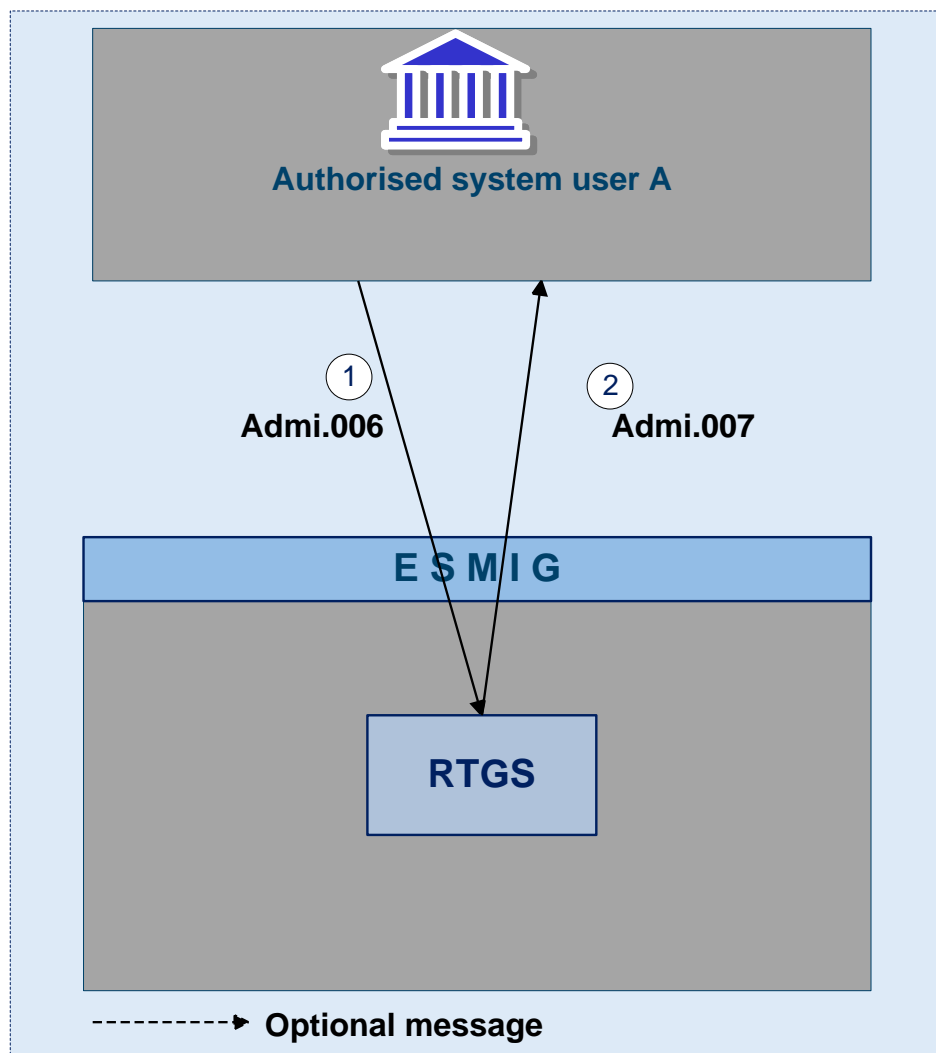 Authorised system user A
1
2
Admi.006
Admi.007
E S M I G
RTGS
Optional message